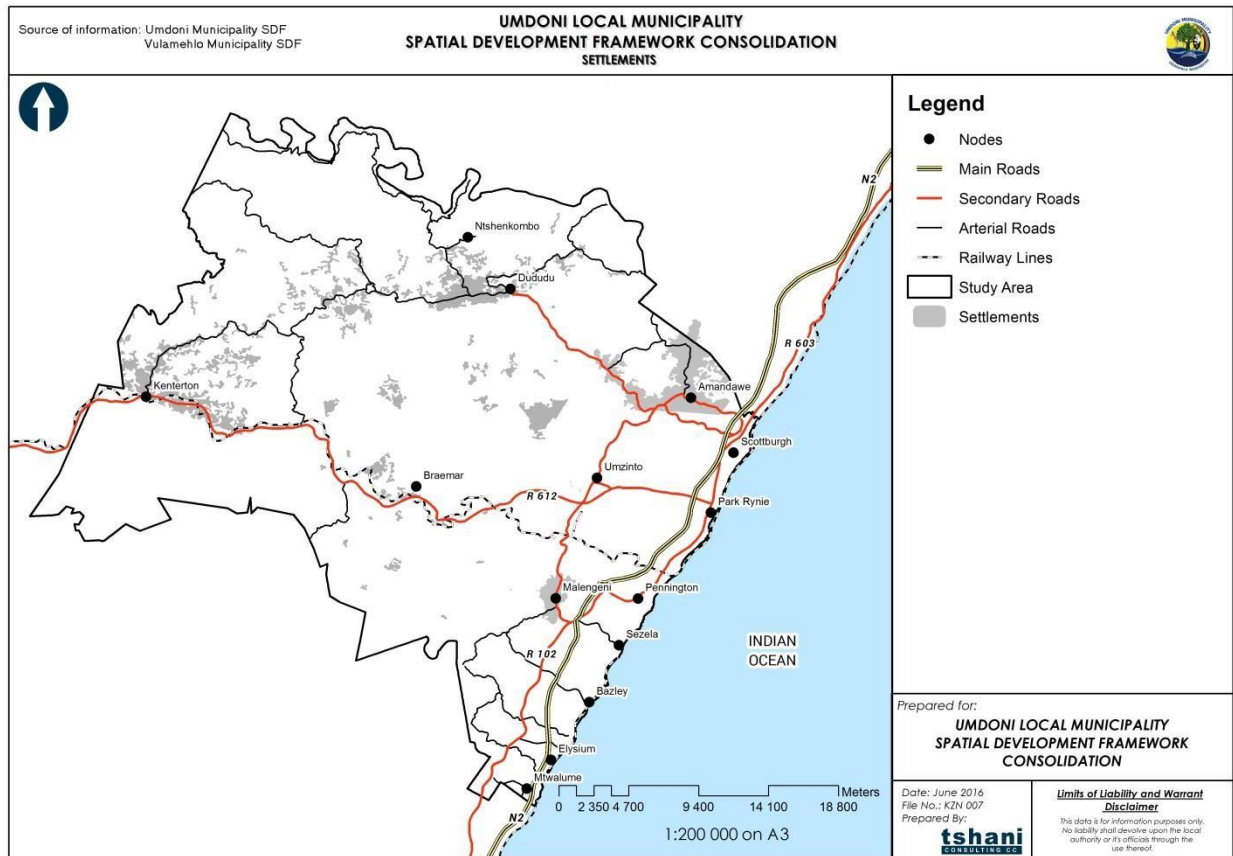 Source of information: Umdoni Municipality SDF
Vulamehlo Municipality SDF
UMDONI LOCAL MUNICIPALITY
SPATIAL DEVELOPMENT FRAMEWORK CONSOLIDATION
SETTLEMENTS
Legend
Nodes
Main Roads
Secondary Roads
Arterial Roads
Railway Lines
Study Area
Settlements
N2
Ntshenkombo
Dududu
R 603
Kenterton
Amandawe
Scottburgh
Braemar
Umzinto
R 612
Park Rynie
Malengeni
Pennington
Sezela
INDIAN
OCEAN
R 102
Bazley
Elysium
Mtwalume
N2
Meters
0 2 350 4 700 9 400 14 100 18 800
1:200 000 on A3
Prepared for:
UMDONI LOCAL MUNICIPALITY
SPATIAL DEVELOPMENT FRAMEWORK
CONSOLIDATION
Date: June 2016
File No.: KZN 007
Prepared By:
tshani
CONSULTING CC
Limits of Liability and Warrant
Disclaimer
This data is for information purposes only.
No liability shall devolve upon the local
authority or it's officials through the
use thereof.